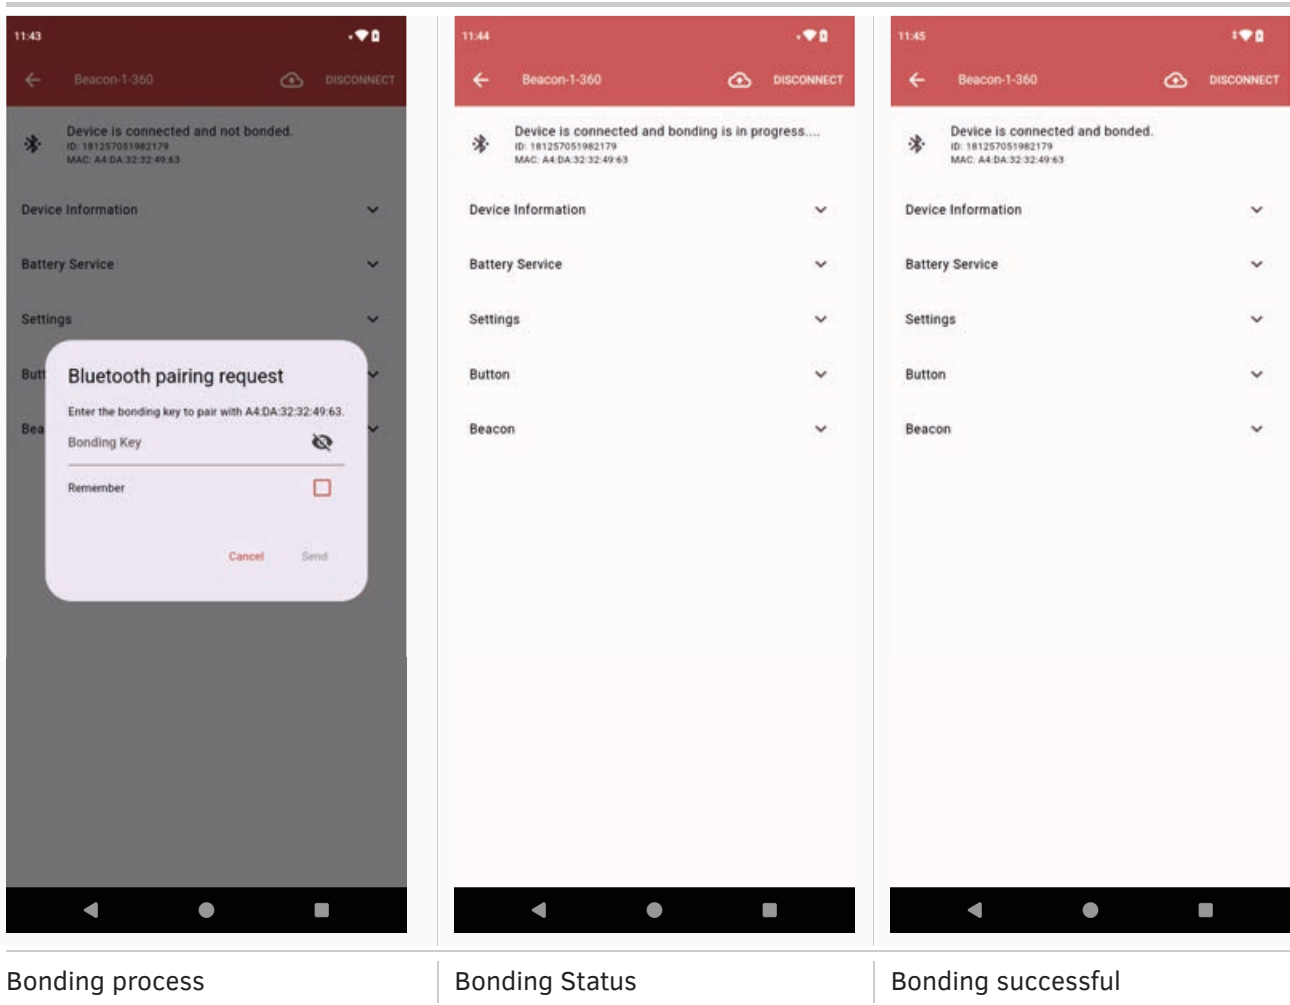 11:43
Beacon-1-360 DISCONNECT
Device is connected and not bonded.
ID: 181257051982179
MAC: A4:DA:32:32:49:63
Device Information
Battery Service
Settings
Butt
Bea
Bluetooth pairing request
Enter the bonding key to pair with A4:DA:32:32:49:63.
Bonding Key
Remember
Cancel Send
Bonding process
11:44
Beacon-1-360 DISCONNECT
Device is connected and bonding is in progress....
ID: 181257051982179
MAC: A4:DA:32:32:49:63
Device Information
Battery Service
Settings
Button
Beacon
Bonding Status
11:45
Beacon-1-360 DISCONNECT
Device is connected and bonded.
ID: 181257051982179
MAC: A4:DA:32:32:49:63
Device Information
Battery Service
Settings
Button
Beacon
Bonding successful